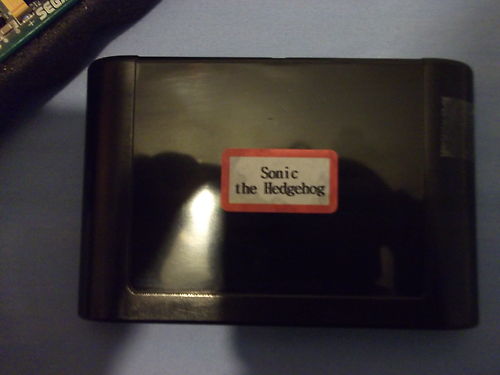 SEGA
Sonic
the Hedgehog